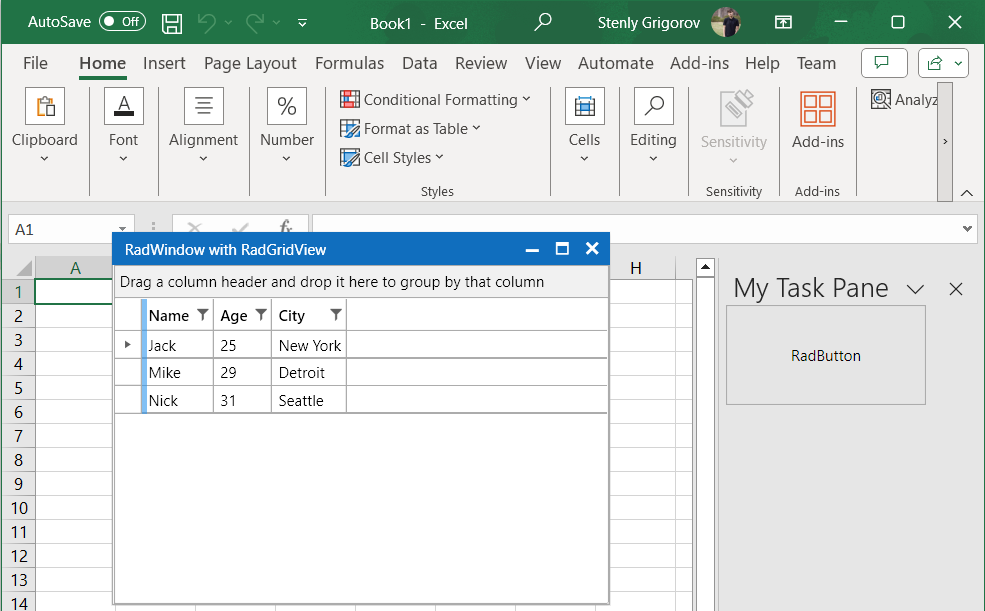 AutoSave Off Book1 - Excel Stenly Grigorov
File Home Insert Page Layout Formulas Data Review View Automate Add-ins Help Team
Clipboard Font Alignment Number
%
Conditional Formatting
Format as Table
Cell Styles
Styles
Cells Editing Sensitivity Add-ins Analyz
Sensitivity Add-ins
A1 fx
RadWindow with RadGridView
Drag a column header and drop it here to group by that column
Name Age City
Jack 25 New York
Mike 29 Detroit
Nick 31 Seattle
A H
1
2
3
4
5
6
7
8
9
10
11
12
13
14
My Task Pane
RadButton